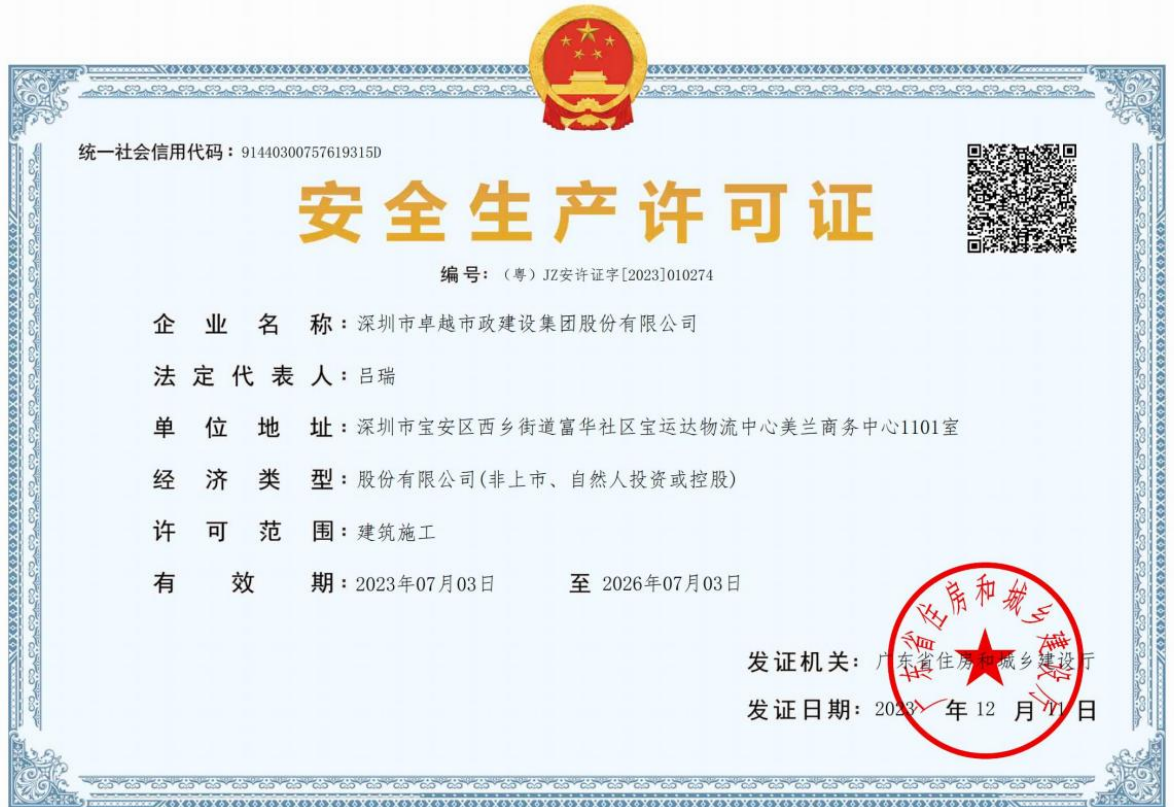 统一社会信用代码：91440300757619315D
安全生产许可证
编号：（粤）JZ安许证字[2023]010274
企业名称：深圳市卓越市政建设集团股份有限公司
法定代表人：吕瑞
单位地址：深圳市宝安区西乡街道富华社区宝运达物流中心美兰商务中心1101室
经济类型：股份有限公司(非上市、自然人投资或控股)
许可范围：建筑施工
有效期：2023年07月03日 至 2026年07月03日
发证机关：广东省住房和城乡建设厅
发证日期：2023年12月11日
广东省住房和城乡建设厅